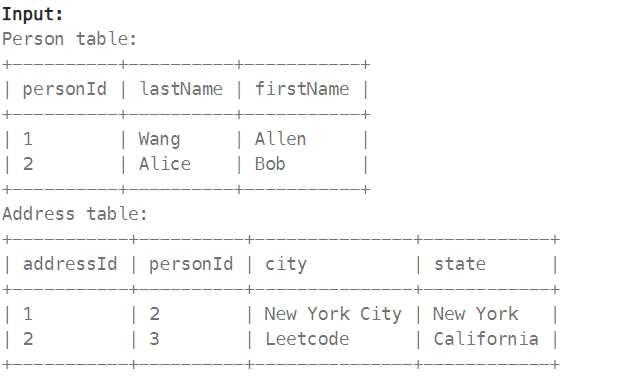 Input:
Person table:
+----------+----------+-----------+
| personId | lastName | firstName |
+----------+----------+-----------+
| 1        | Wang     | Allen     |
| 2        | Alice    | Bob       |
+----------+----------+-----------+
Address table:
+-----------+----------+---------------+------------+
| addressId | personId | city          | state      |
+-----------+----------+---------------+------------+
| 1         | 2        | New York City | New York   |
| 2         | 3        | Leetcode      | California |
+-----------+----------+---------------+------------+